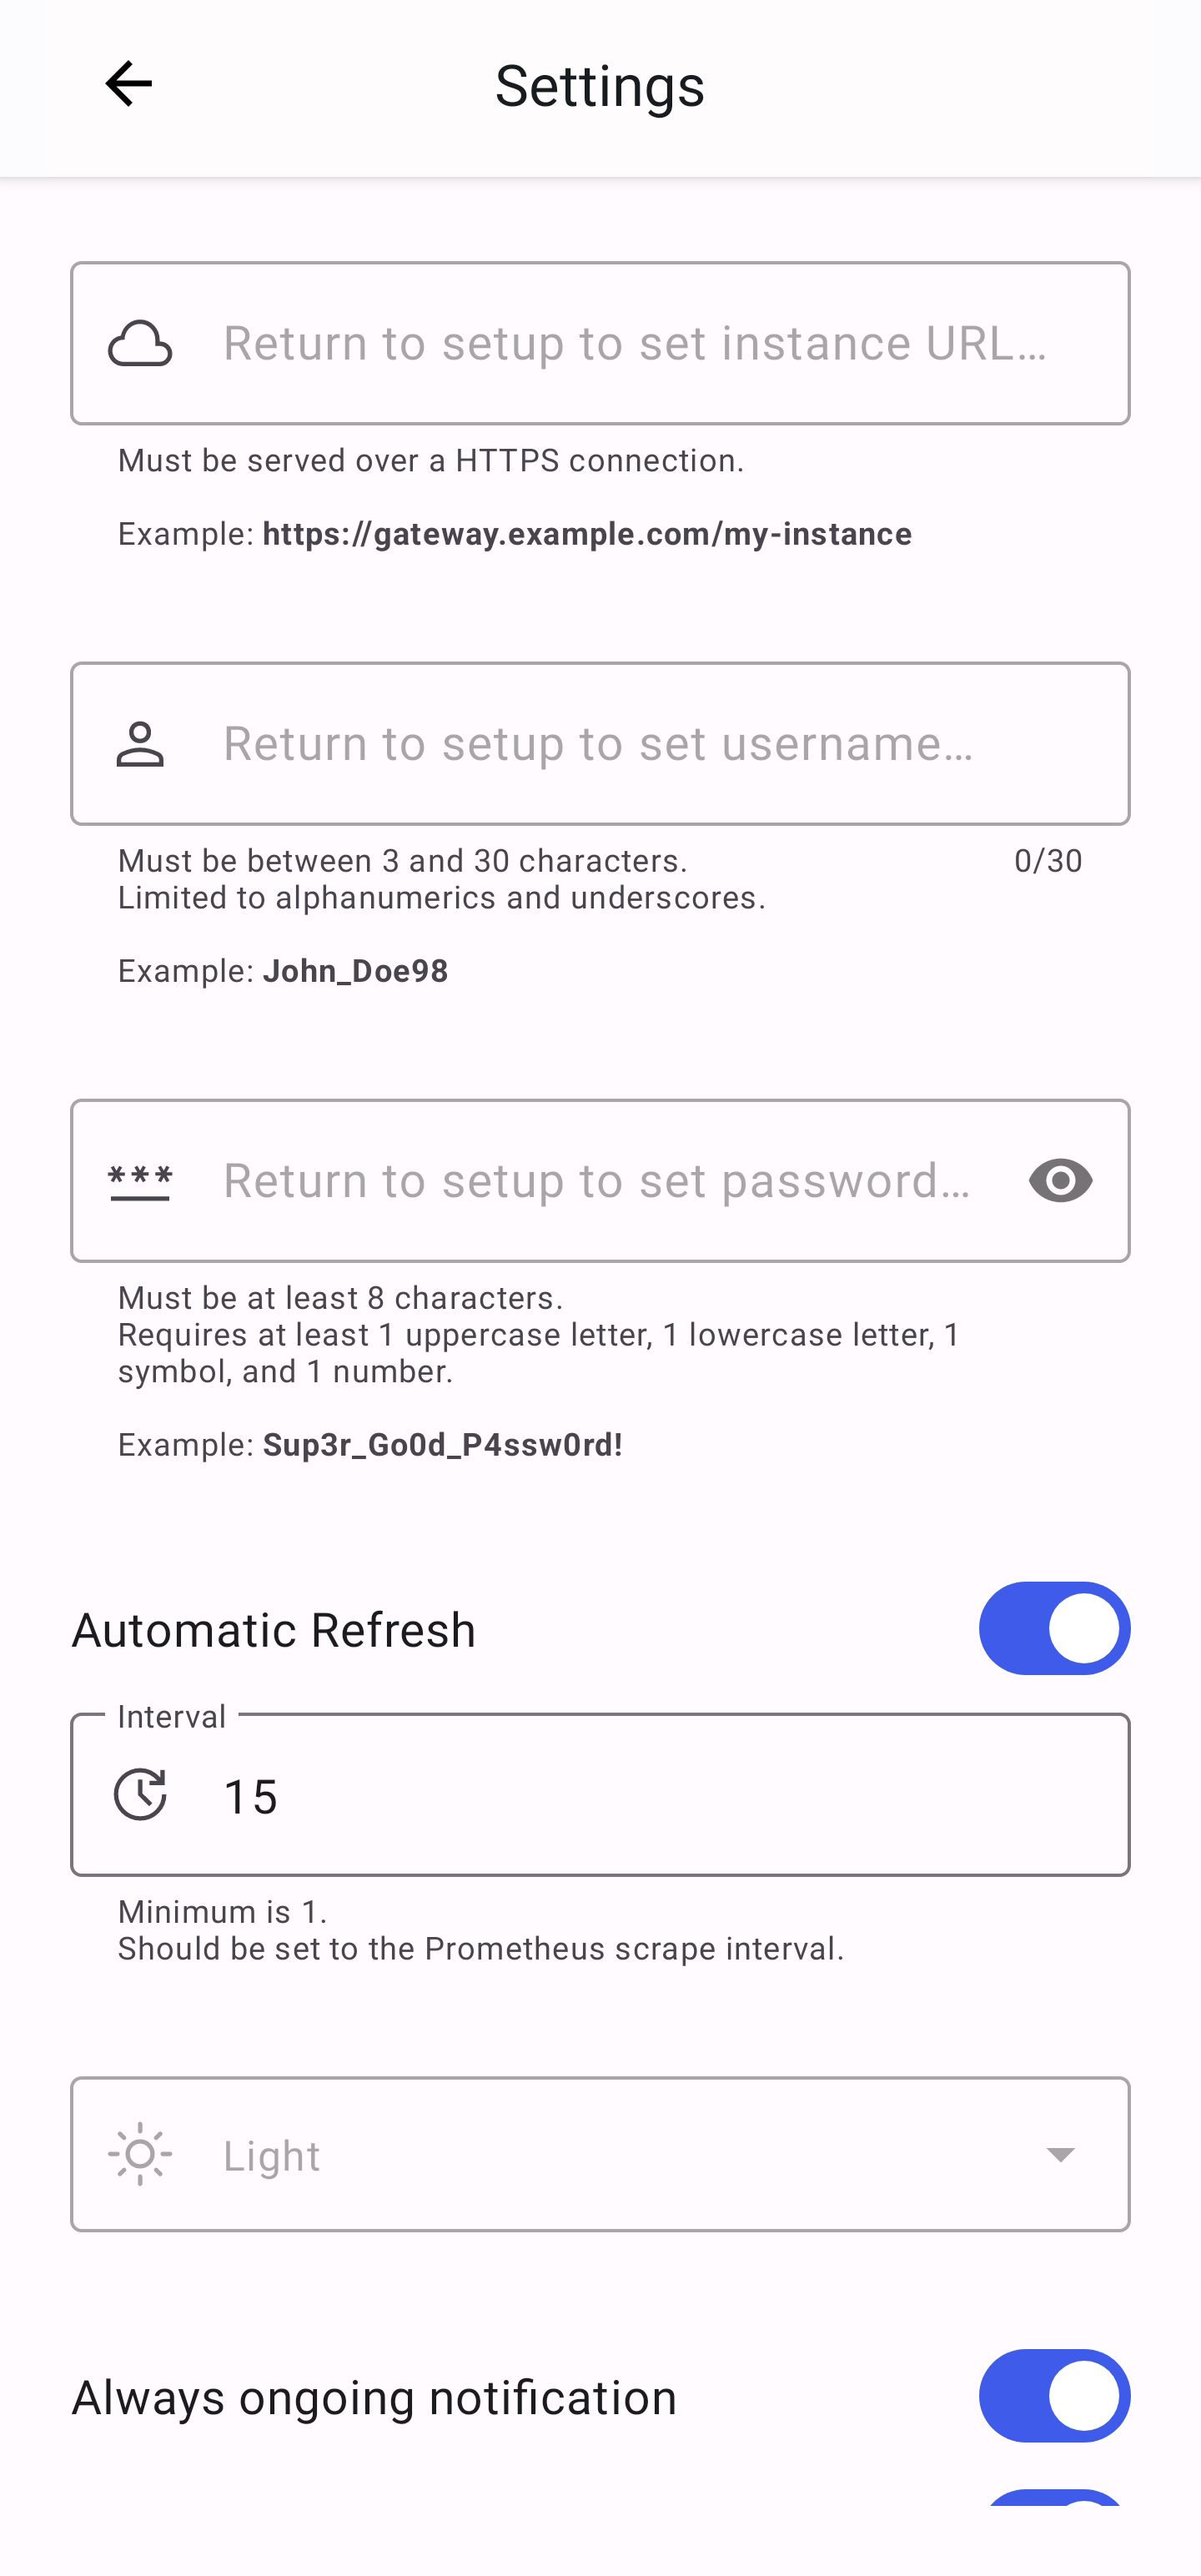 Settings
Return to setup to set instance URL…
Must be served over a HTTPS connection.
Example: https://gateway.example.com/my-instance
Return to setup to set username…
Must be between 3 and 30 characters.
0/30
Limited to alphanumerics and underscores.
Example: John_Doe98
***
Return to setup to set password…
Must be at least 8 characters.
Requires at least 1 uppercase letter, 1 lowercase letter, 1
symbol, and 1 number.
Example: Sup3r_Go0d_P4ssw0rd!
Automatic Refresh
Interval
15
Minimum is 1.
Should be set to the Prometheus scrape interval.
Light
Always ongoing notification